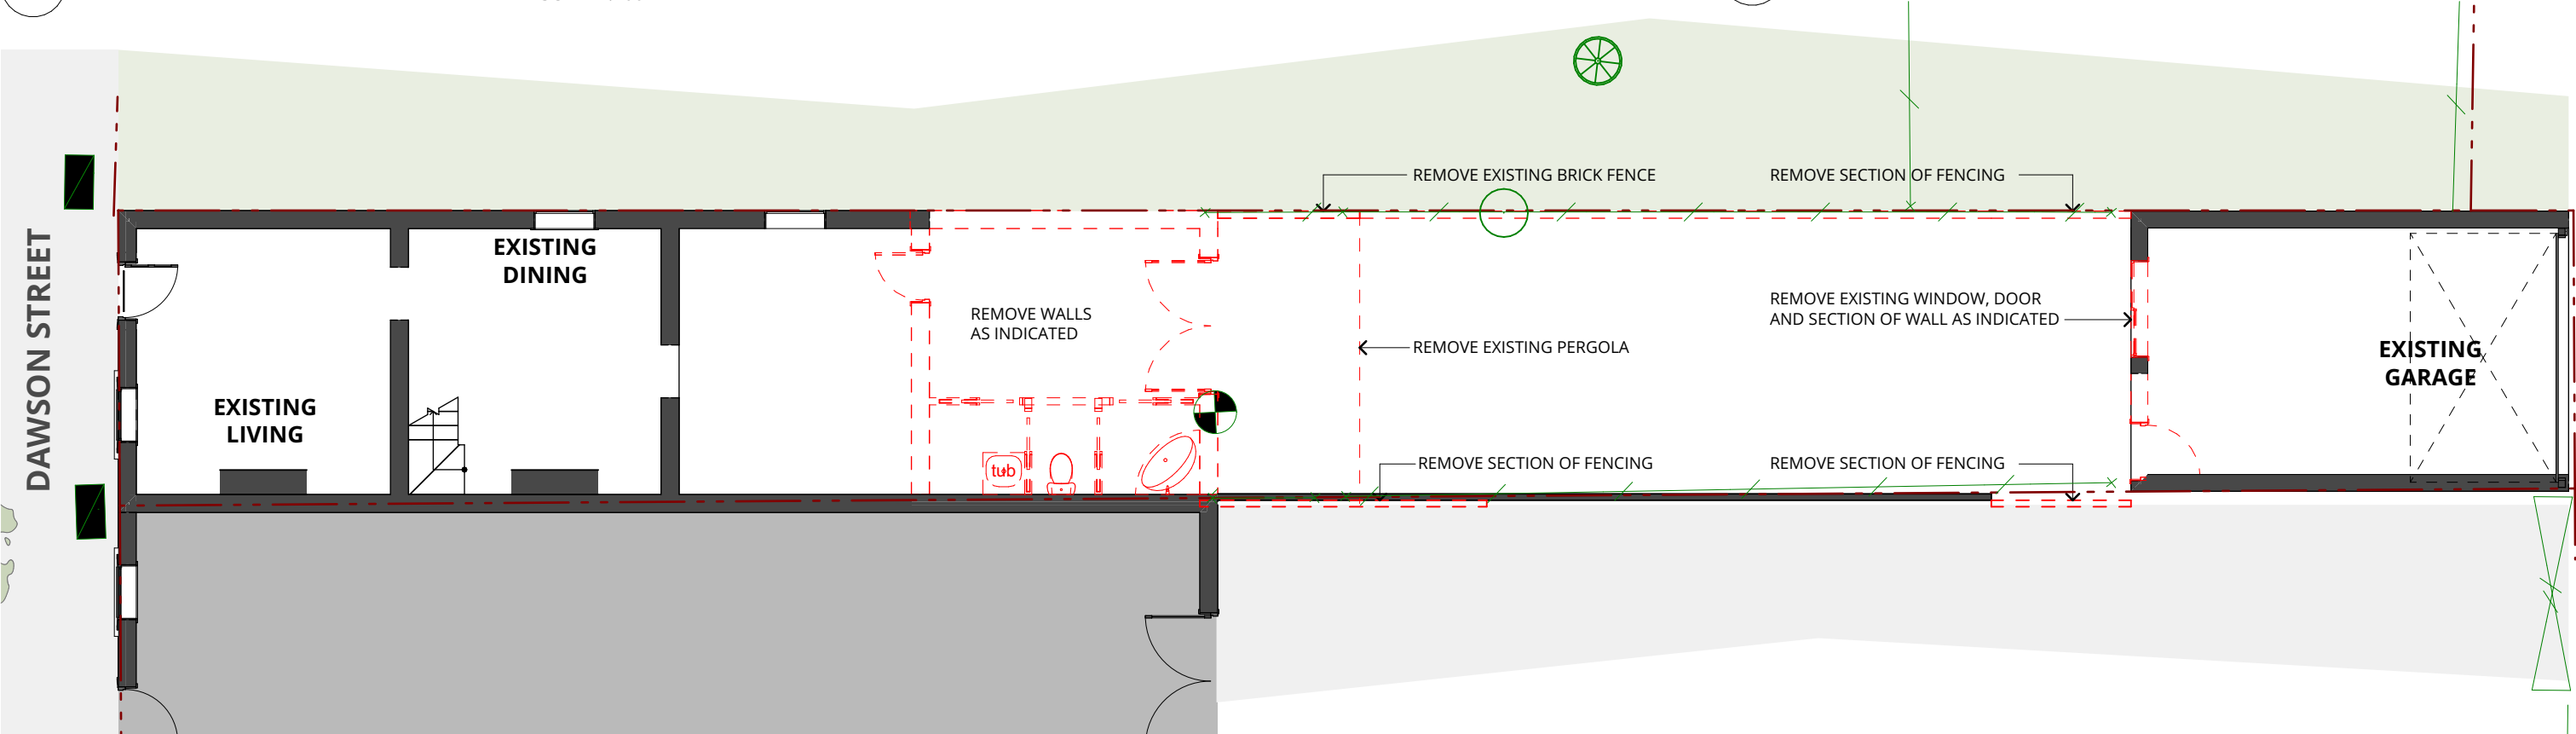 DAWSON STREET
EXISTING
LIVING
EXISTING
DINING
REMOVE WALLS
AS INDICATED
tub
REMOVE EXISTING BRICK FENCE
REMOVE SECTION OF FENCING
REMOVE EXISTING PERGOLA
REMOVE EXISTING WINDOW, DOOR
AND SECTION OF WALL AS INDICATED
REMOVE SECTION OF FENCING
REMOVE SECTION OF FENCING
EXISTING
GARAGE